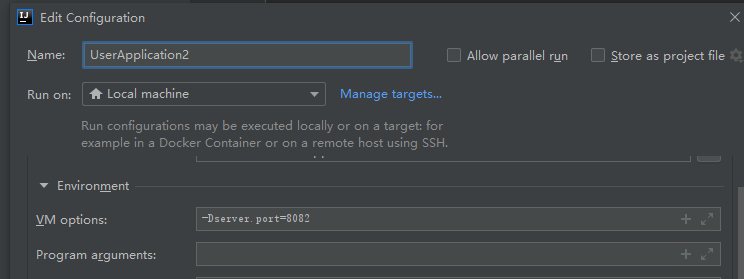 IJ Edit Configuration
Name: UserApplication2 Allow parallel run Store as project file
Run on: Local machine Manage targets...
Run configurations may be executed locally or on a target: for
example in a Docker Container or on a remote host using SSH.
Environment
VM options: -Dserver.port=8082
Program arguments: